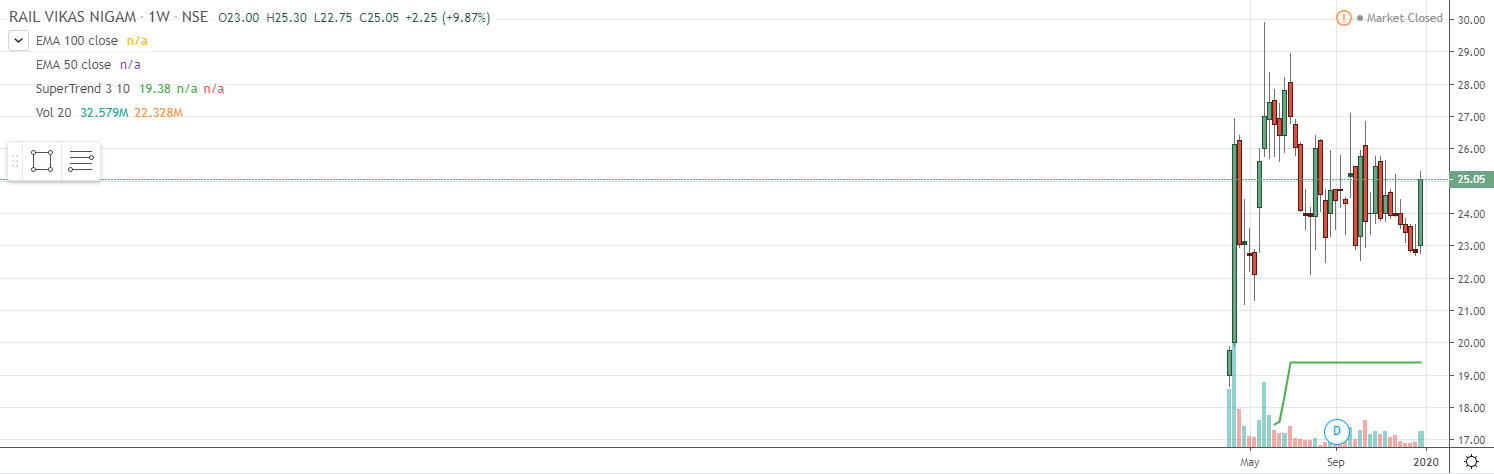 RAIL VIKAS NIGAM · 1W · NSE O23.00 H25.30 L22.75 C25.05 +2.25 (+9.87%)
! Market Closed
EMA 100 close n/a
EMA 50 close n/a
SuperTrend 3 10 19.38 n/a n/a
Vol 20 32.579M 22.328M
30.00
29.00
28.00
27.00
26.00
25.05
24.00
23.00
22.00
21.00
20.00
19.00
18.00
17.00
D
May Sep 2020